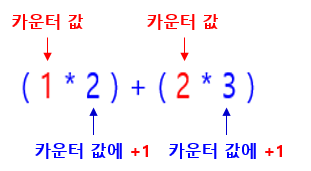 카운터 값 카운터 값
( 1 * 2 ) + ( 2 * 3 )
카운터 값에 +1 카운터 값에 +1